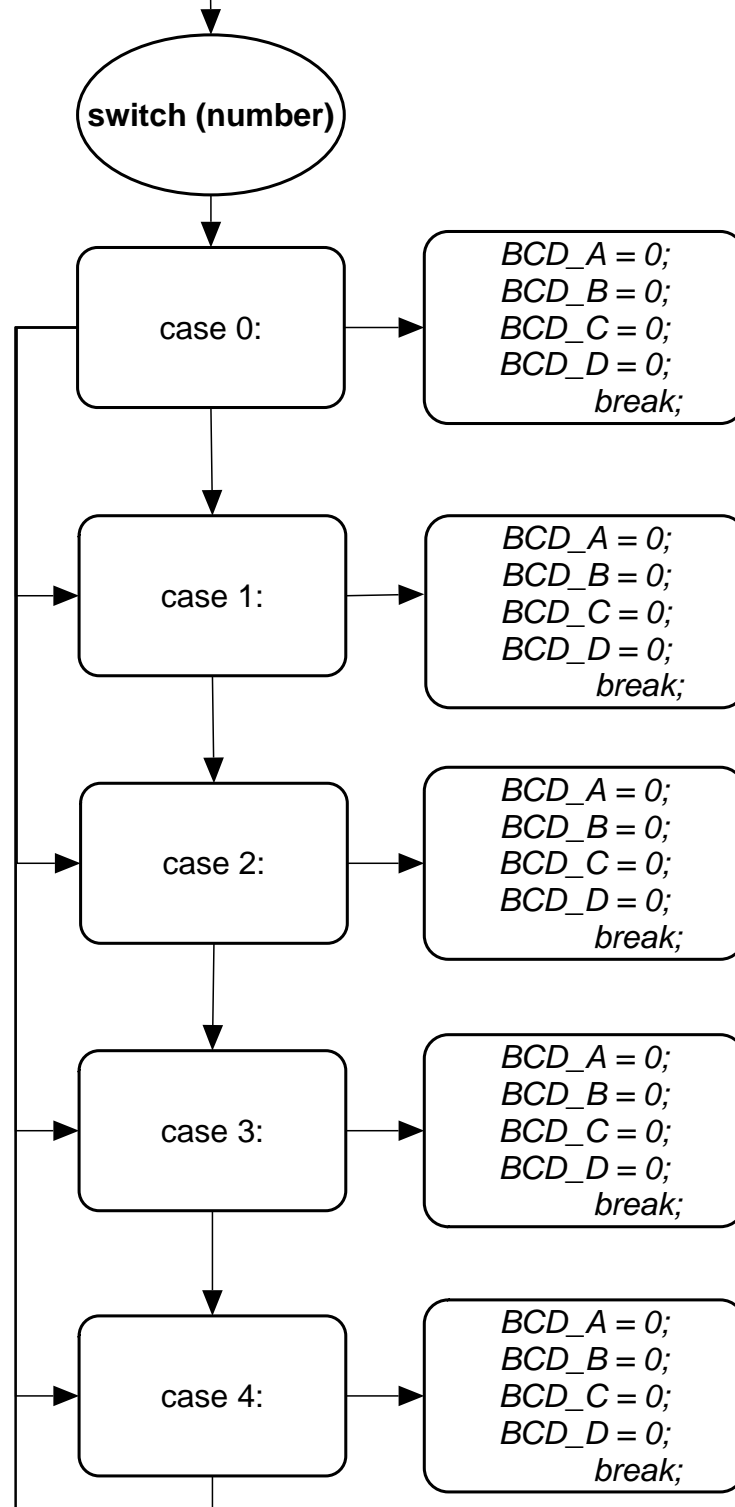 switch (number)
case 0:
BCD_A = 0;
BCD_B = 0;
BCD_C = 0;
BCD_D = 0;
break;
case 1:
BCD_A = 0;
BCD_B = 0;
BCD_C = 0;
BCD_D = 0;
break;
case 2:
BCD_A = 0;
BCD_B = 0;
BCD_C = 0;
BCD_D = 0;
break;
case 3:
BCD_A = 0;
BCD_B = 0;
BCD_C = 0;
BCD_D = 0;
break;
case 4:
BCD_A = 0;
BCD_B = 0;
BCD_C = 0;
BCD_D = 0;
break;